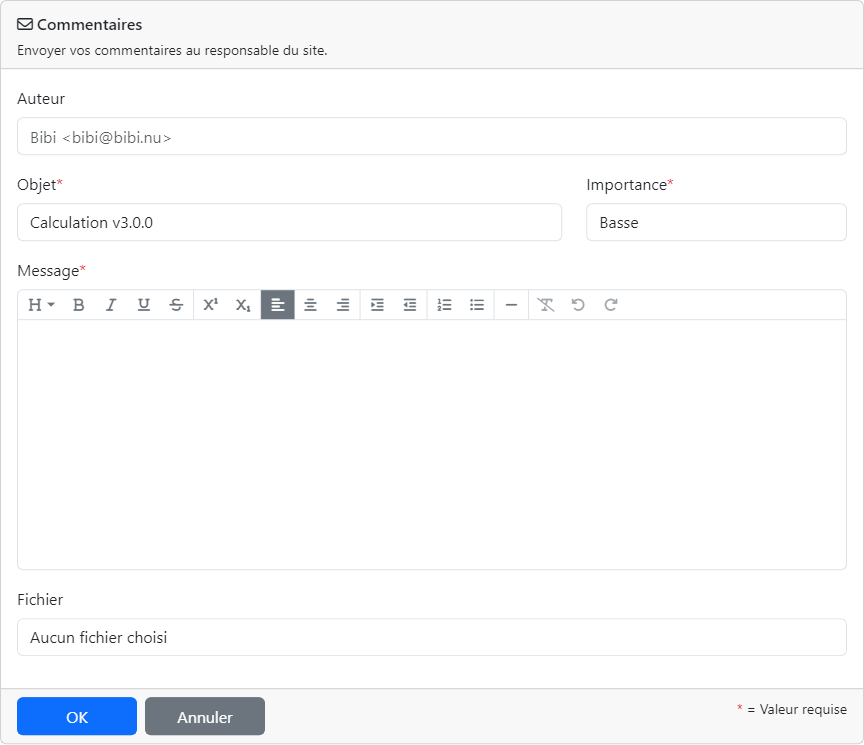 Commentaires
Envoyer vos commentaires au responsable du site.
Auteur
Bibi <bibi@bibi.nu>
Objet* Importance*
Calculation v3.0.0 Basse
Message*
H B I U S X¹ X₁
Fichier
Aucun fichier choisi
OK Annuler * = Valeur requise